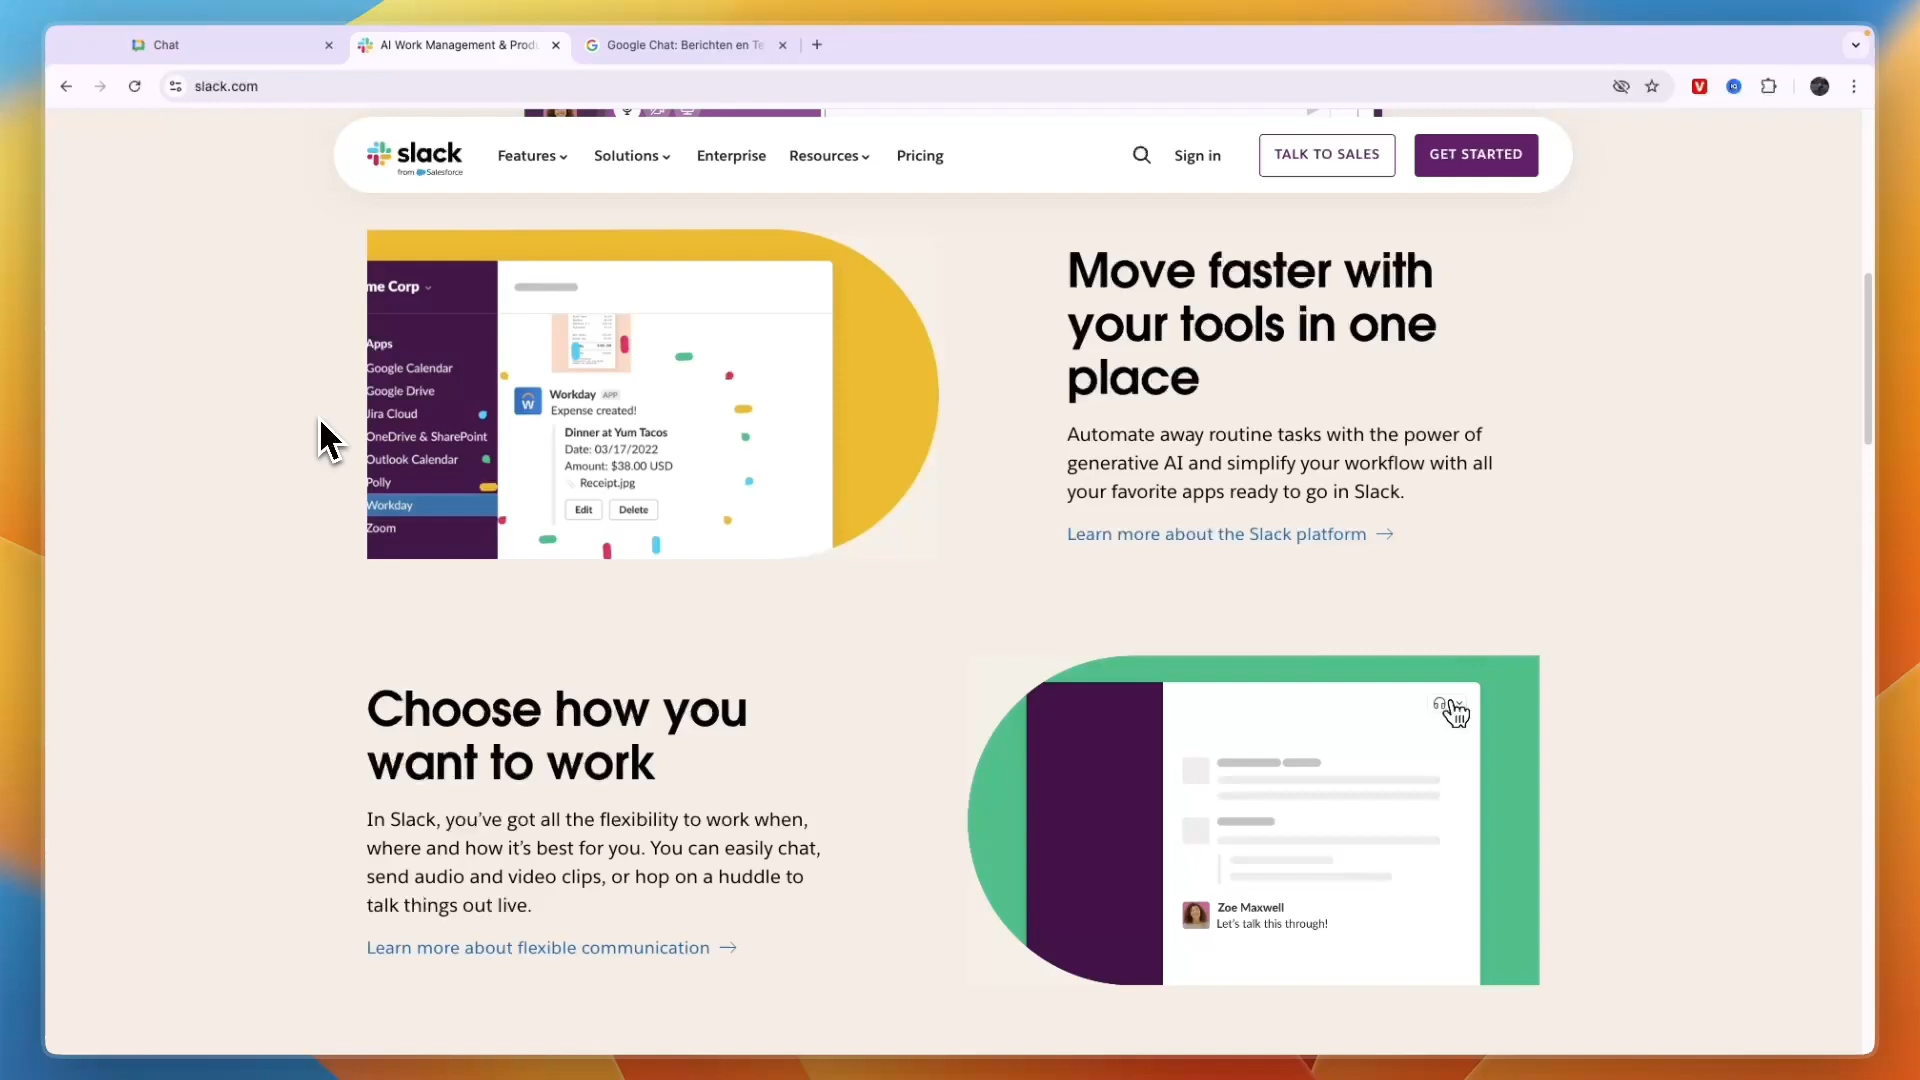 Chat
AI Work Management & Produ
Google Chat: Berichten en Te
slack.com
slack
from Salesforce
Features
Solutions
Enterprise
Resources
Pricing
Sign in
TALK TO SALES
GET STARTED
me Corp
Apps
Google Calendar
Google Drive
Jira Cloud
OneDrive & SharePoint
Outlook Calendar
Polly
Workday
Zoom
Workday APP
Expense created!
Dinner at Yum Tacos
Date: 03/17/2022
Amount: $38.00 USD
Receipt.jpg
Edit
Delete
Move faster with
your tools in one
place
Automate away routine tasks with the power of
generative AI and simplify your workflow with all
your favorite apps ready to go in Slack.
Learn more about the Slack platform →
Choose how you
want to work
In Slack, you’ve got all the flexibility to work when,
where and how it’s best for you. You can easily chat,
send audio and video clips, or hop on a huddle to
talk things out live.
Learn more about flexible communication →
Zoe Maxwell
Let’s talk this through!